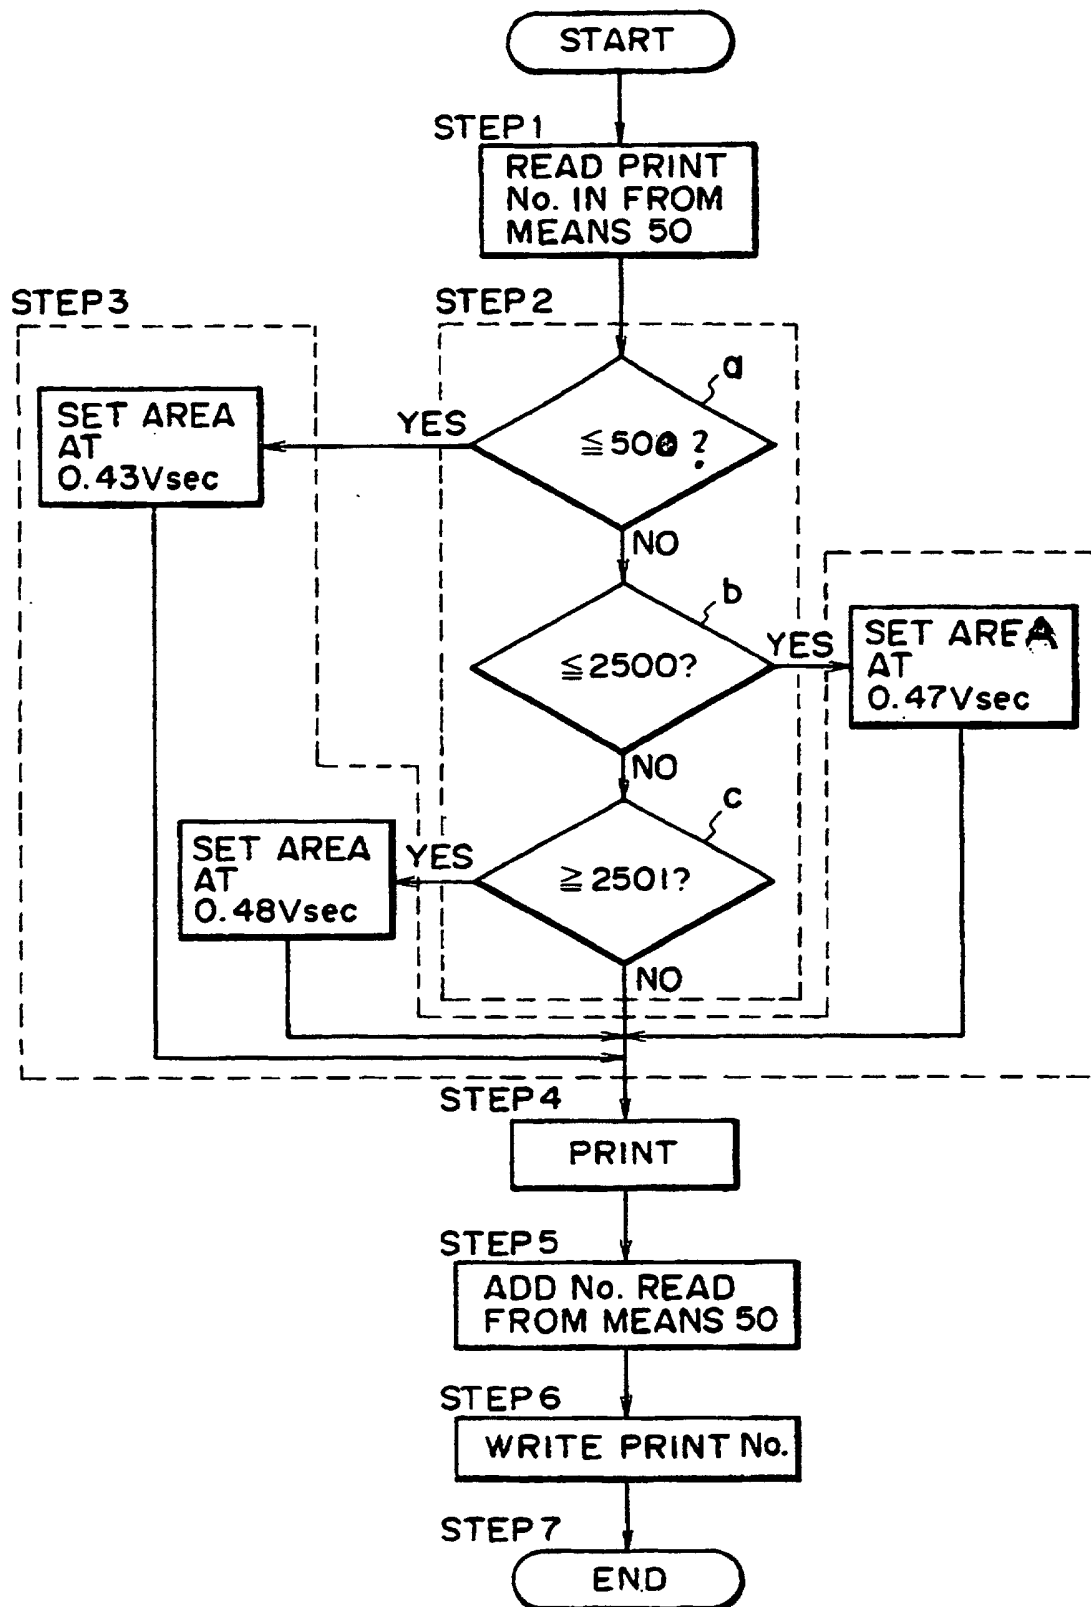 START
STEP1
READ PRINT
No. IN FROM
MEANS 50
STEP3
STEP2
a
SET AREA
AT
0.43Vsec
YES
≦500?
NO
b
≦2500?
YES
SET AREA
AT
0.47Vsec
NO
c
SET AREA
AT
0.48Vsec
YES
≧2501?
NO
STEP4
PRINT
STEP5
ADD No. READ
FROM MEANS 50
STEP6
WRITE PRINT No.
STEP7
END